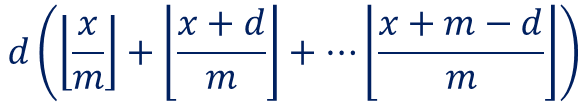 d(⌊x/m⌋ + ⌊(x + d)/m⌋ + ⋯ ⌊(x + m − d)/m⌋)